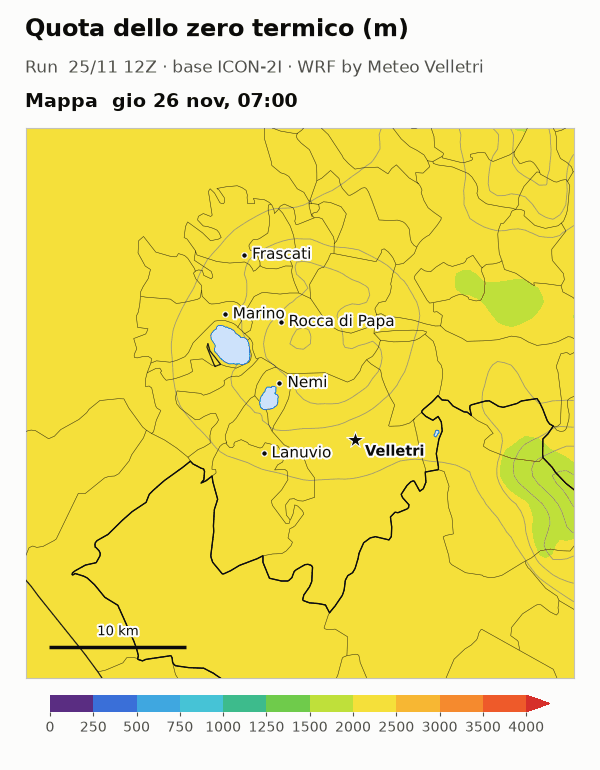 Quota dello zero termico (m)
Run  25/11 12Z · base ICON-2I · WRF by Meteo Velletri
Mappa  gio 26 nov, 07:00
Frascati
Marino
Rocca di Papa
Nemi
Velletri
Lanuvio
10 km
0 250 500 750 1000 1250 1500 2000 2500 3000 3500 4000